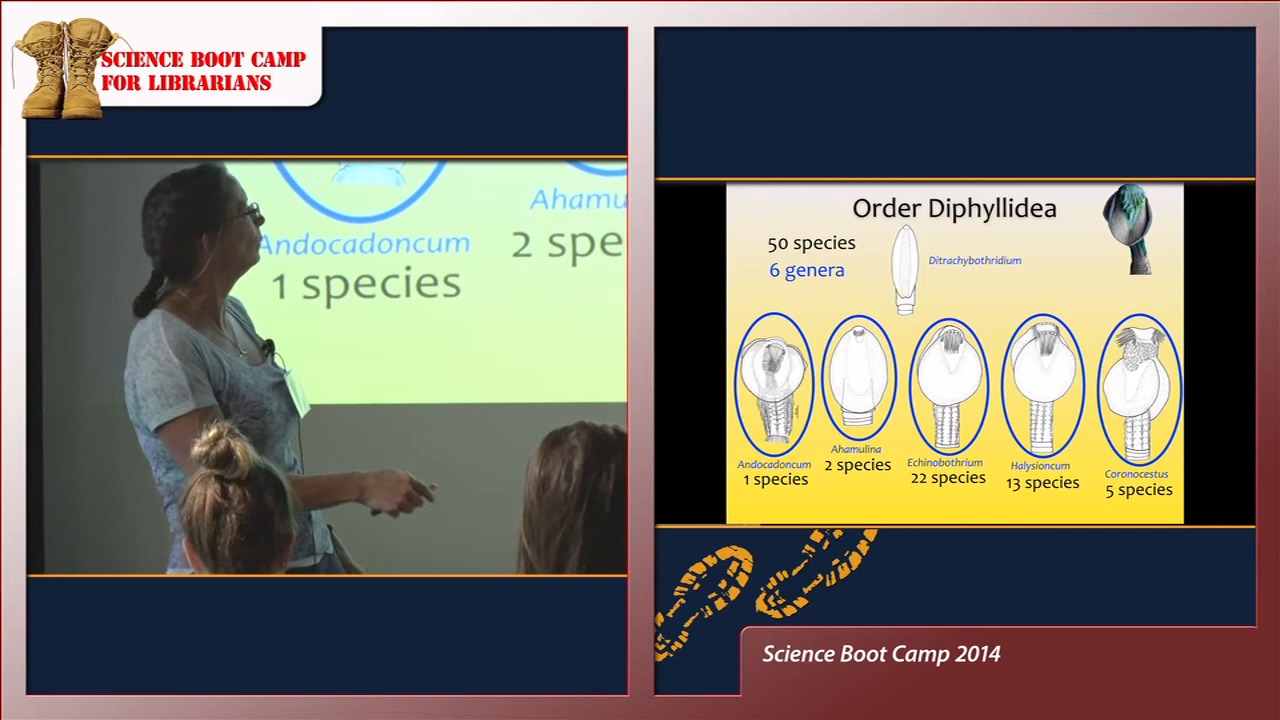 SCIENCE BOOT CAMP
FOR LIBRARIANS
Andocadoncum
1 species
Ahamu
2 spe
Order Diphyllidea
50 species
6 genera
Ditrachybothridium
Andocadoncum
1 species
Ahamulina
2 species
Echinobothrium
22 species
Halysioncum
13 species
Coronocestus
5 species
Science Boot Camp 2014